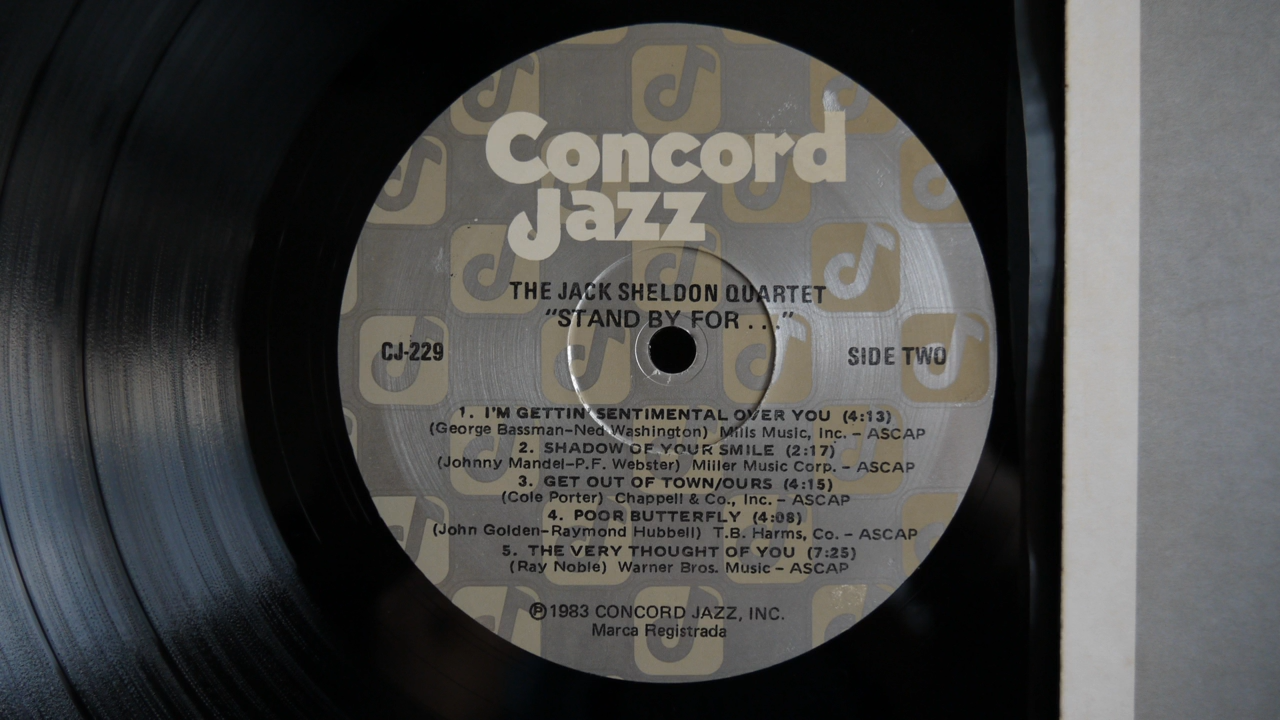 Concord
Jazz
THE JACK SHELDON QUARTET
"STAND BY FOR . . ."
CJ-229
SIDE TWO
1. I'M GETTIN' SENTIMENTAL OVER YOU (4:13)
(George Bassman-Ned Washington) Mills Music, Inc. - ASCAP
2. SHADOW OF YOUR SMILE (2:17)
(Johnny Mandel-P.F. Webster) Miller Music Corp. - ASCAP
3. GET OUT OF TOWN/OURS (4:15)
(Cole Porter) Chappell & Co., Inc. - ASCAP
4. POOR BUTTERFLY (4:08)
(John Golden-Raymond Hubbell) T.B. Harms, Co. - ASCAP
5. THE VERY THOUGHT OF YOU (7:25)
(Ray Noble) Warner Bros. Music - ASCAP
℗1983 CONCORD JAZZ, INC.
Marca Registrada